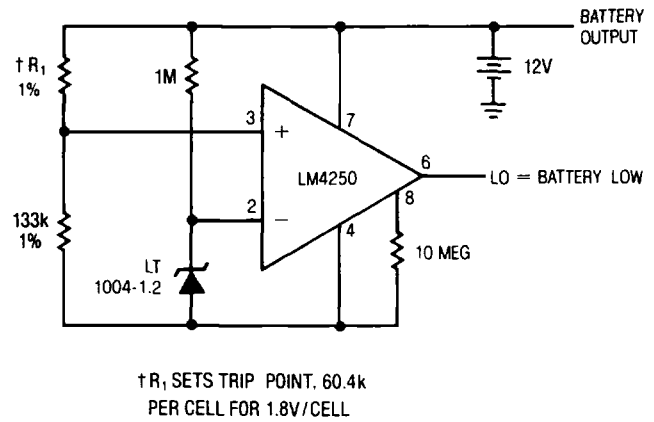 BATTERY
OUTPUT
† R₁
1%
1M
12V
3
+
7
LM4250
6
LO = BATTERY LOW
2
−
8
4
133k
1%
LT
1004-1.2
10 MEG
† R₁ SETS TRIP POINT, 60.4k
PER CELL FOR 1.8V/CELL